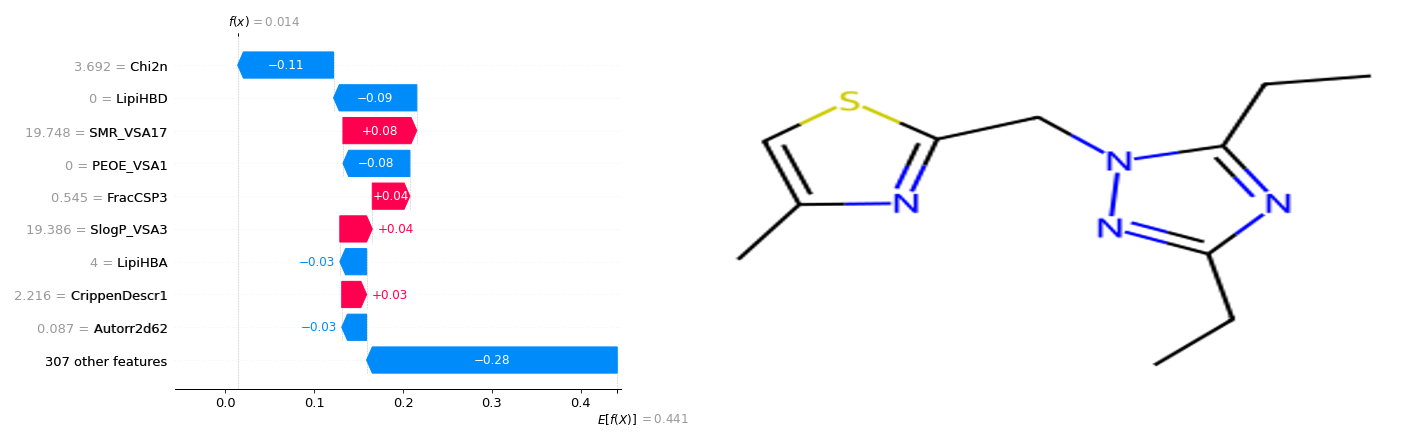 f(x) = 0.014
3.692 = Chi2n
−0.11
0 = LipiHBD
−0.09
19.748 = SMR_VSA17
+0.08
0 = PEOE_VSA1
−0.08
0.545 = FracCSP3
+0.04
19.386 = SlogP_VSA3
+0.04
4 = LipiHBA
−0.03
2.216 = CrippenDescr1
+0.03
0.087 = Autorr2d62
−0.03
307 other features
−0.28
0.0 0.1 0.2 0.3 0.4
E[f(X)] = 0.441
S
N
N
N
N